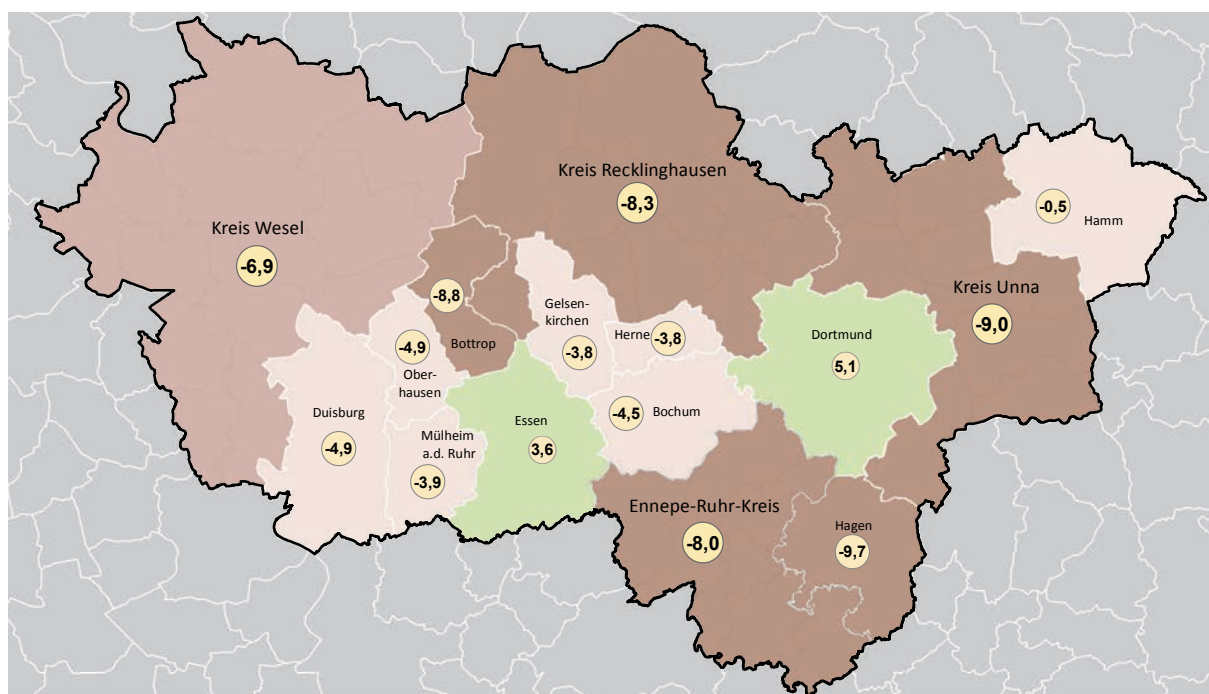 Kreis Recklinghausen
-8,3
-0,5
Hamm
Kreis Wesel
-6,9
Kreis Unna
-9,0
-8,8
Bottrop
Gelsen-
kirchen
-3,8
Herne
-3,8
Dortmund
5,1
-4,9
Ober-
hausen
Duisburg
-4,9
Mülheim
a.d. Ruhr
-3,9
Essen
3,6
-4,5
Bochum
Ennepe-Ruhr-Kreis
-8,0
Hagen
-9,7